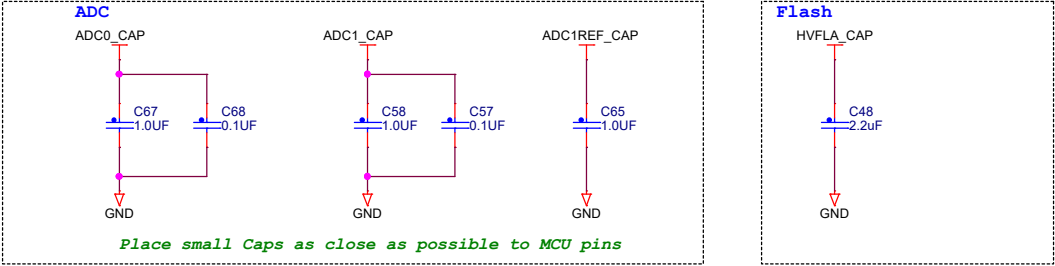 ADC
ADC0_CAP
ADC1_CAP
ADC1REF_CAP
C67
1.0UF
C68
0.1UF
C58
1.0UF
C57
0.1UF
C65
1.0UF
GND
GND
GND
Place small Caps as close as possible to MCU pins
Flash
HVFLA_CAP
C48
2.2uF
GND